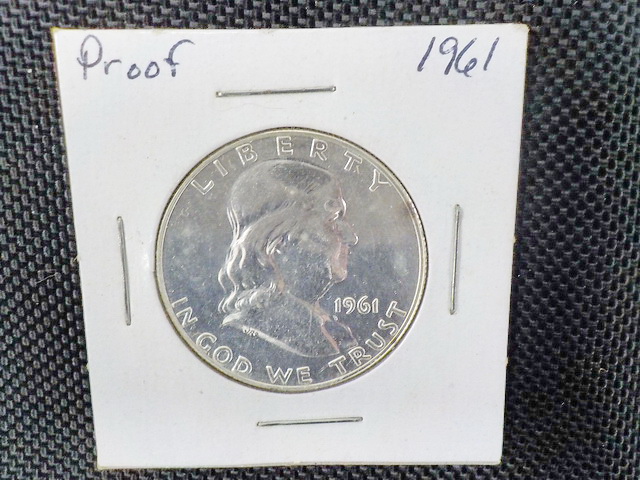 Proof 1961
LIBERTY
1961
IN GOD WE TRUST